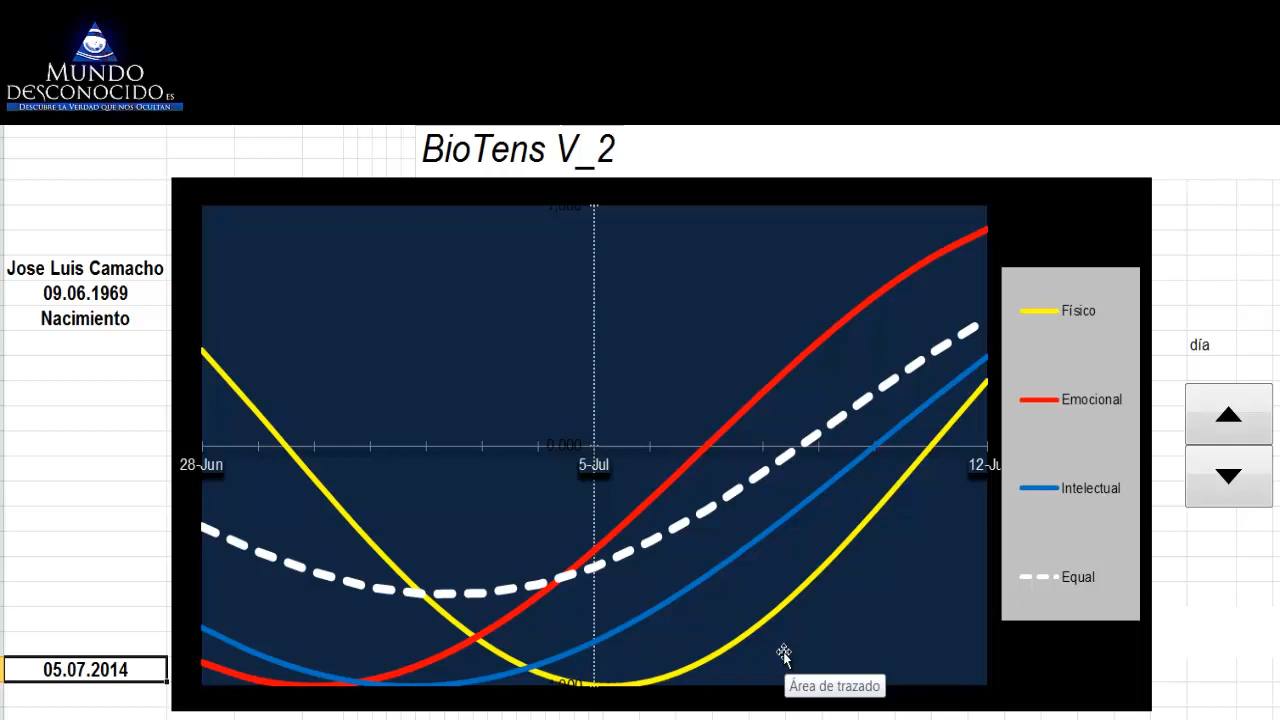 MUNDO
DESCONOCIDO.ES
DESCUBRE LA VERDAD QUE NOS OCULTAN
BioTens V_2
Jose Luis Camacho
09.06.1969
Nacimiento
0.000
28-Jun
5-Jul
Físico
Emocional
Intelectual
Equal
día
05.07.2014
Área de trazado